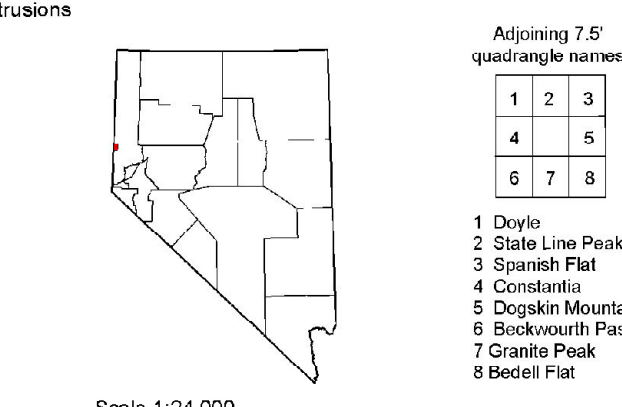 trusions
Adjoining 7.5'
quadrangle names
1 2 3
4 5
6 7 8
1 Doyle
2 State Line Peak
3 Spanish Flat
4 Constantia
5 Dogskin Mounta
6 Beckwourth Pas
7 Granite Peak
8 Bedell Flat
Scale 1:24,000